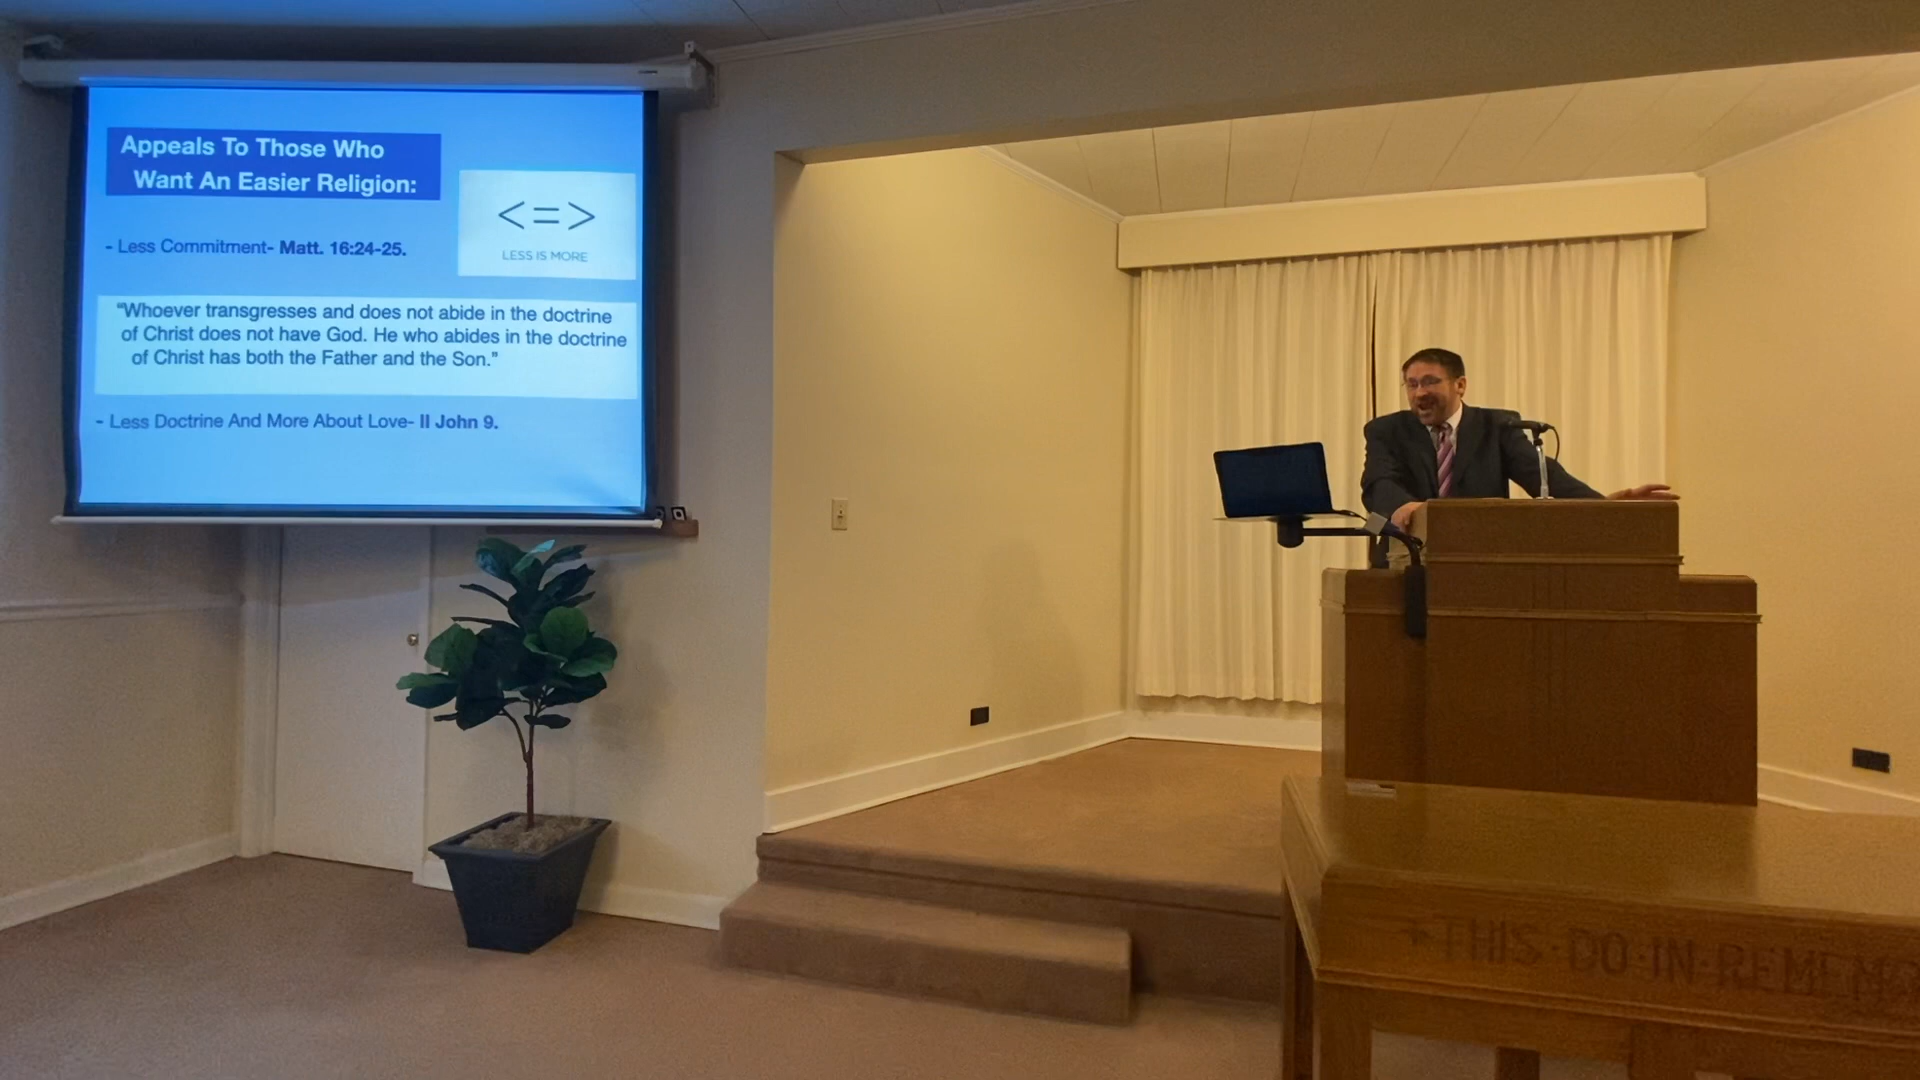 Appeals To Those Who
Want An Easier Religion:
<=>
LESS IS MORE
- Less Commitment- Matt. 16:24-25.
“Whoever transgresses and does not abide in the doctrine
of Christ does not have God. He who abides in the doctrine
of Christ has both the Father and the Son.”
- Less Doctrine And More About Love- II John 9.
THIS·DO·IN·REMEM